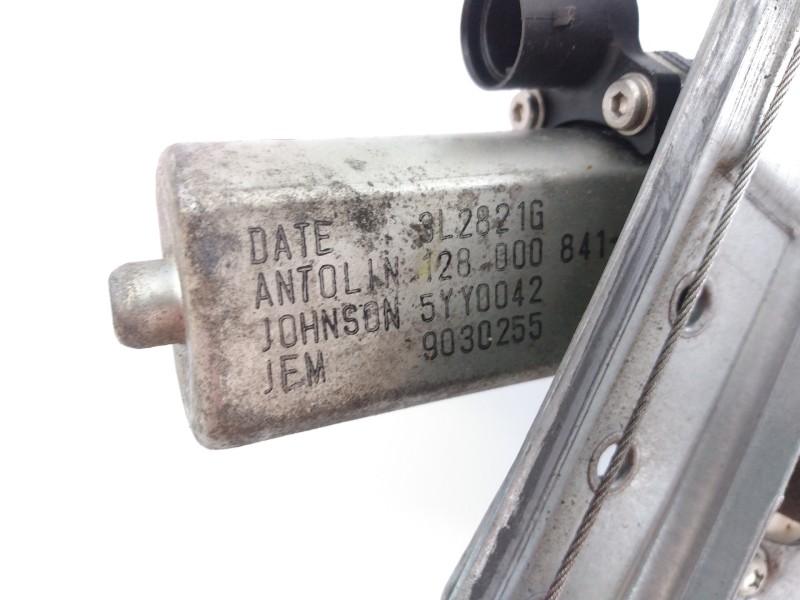 DATE 3L2821G
ANTOLIN 128 000 841-
JOHNSON 5YY0042
JEM 9030255